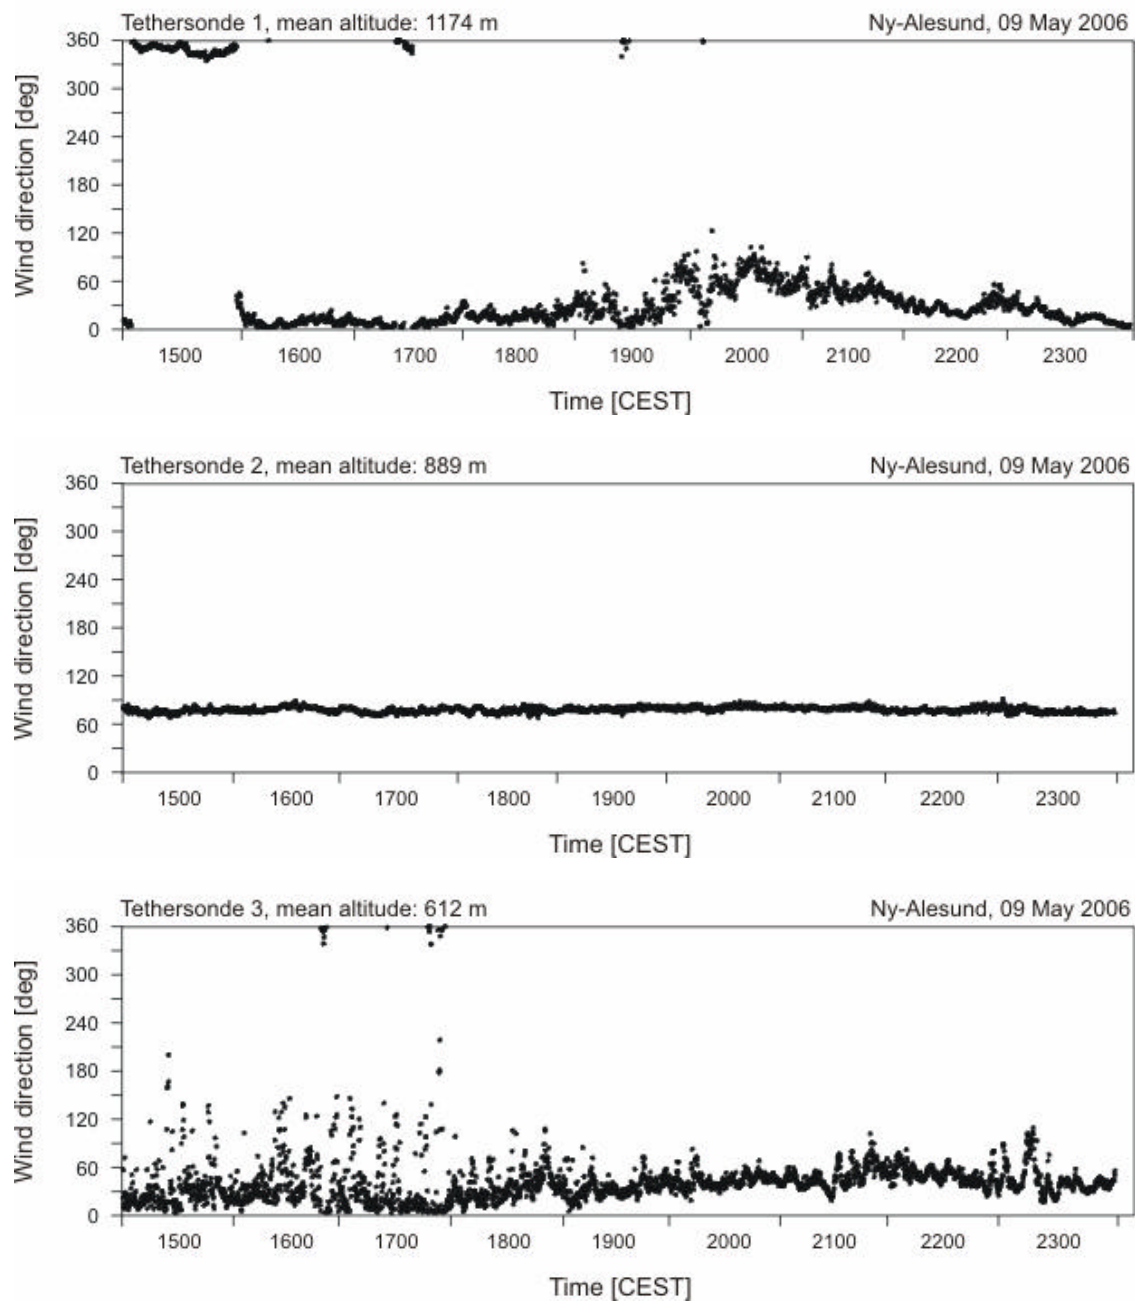 Tethersonde 1, mean altitude: 1174 m Ny-Alesund, 09 May 2006
Wind direction [deg]
360
300
240
180
120
60
0
1500 1600 1700 1800 1900 2000 2100 2200 2300
Time [CEST]
Tethersonde 2, mean altitude: 889 m Ny-Alesund, 09 May 2006
Wind direction [deg]
360
300
240
180
120
60
0
1500 1600 1700 1800 1900 2000 2100 2200 2300
Time [CEST]
Tethersonde 3, mean altitude: 612 m Ny-Alesund, 09 May 2006
Wind direction [deg]
360
300
240
180
120
60
0
1500 1600 1700 1800 1900 2000 2100 2200 2300
Time [CEST]